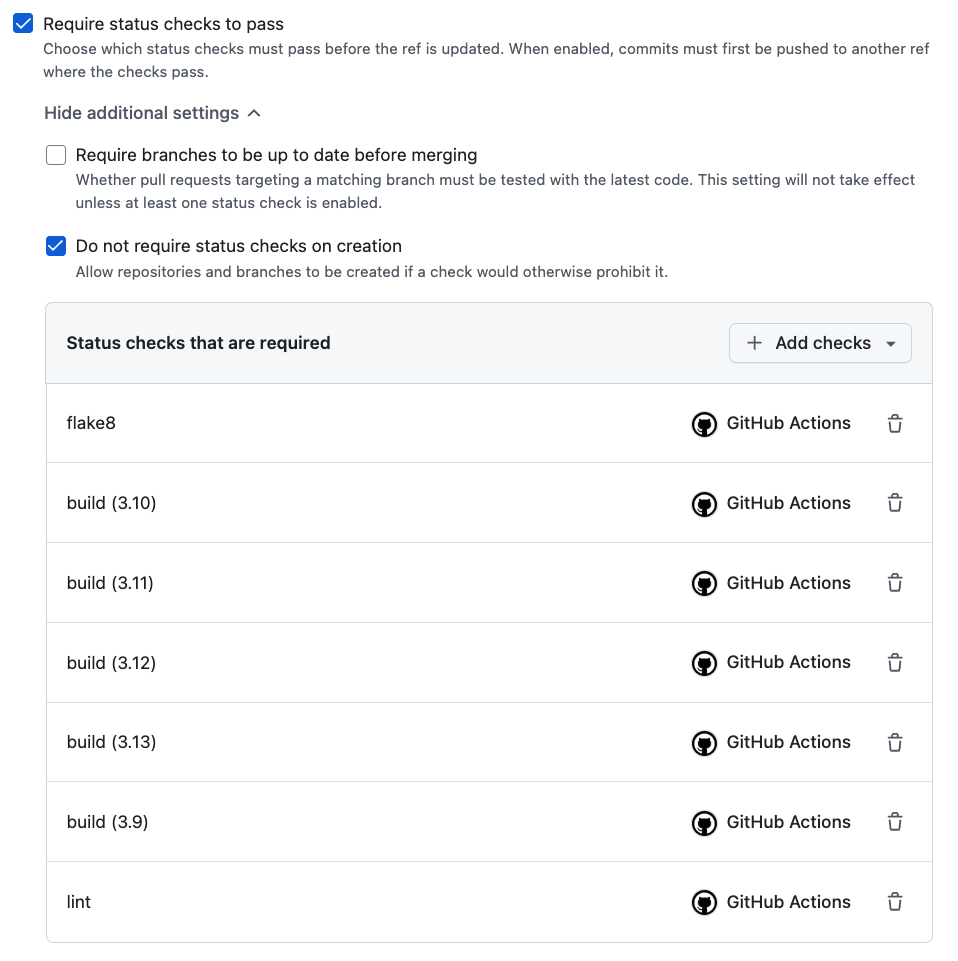 Require status checks to pass
Choose which status checks must pass before the ref is updated. When enabled, commits must first be pushed to another ref
where the checks pass.
Hide additional settings
Require branches to be up to date before merging
Whether pull requests targeting a matching branch must be tested with the latest code. This setting will not take effect
unless at least one status check is enabled.
Do not require status checks on creation
Allow repositories and branches to be created if a check would otherwise prohibit it.
Status checks that are required Add checks
flake8 GitHub Actions
build (3.10) GitHub Actions
build (3.11) GitHub Actions
build (3.12) GitHub Actions
build (3.13) GitHub Actions
build (3.9) GitHub Actions
lint GitHub Actions